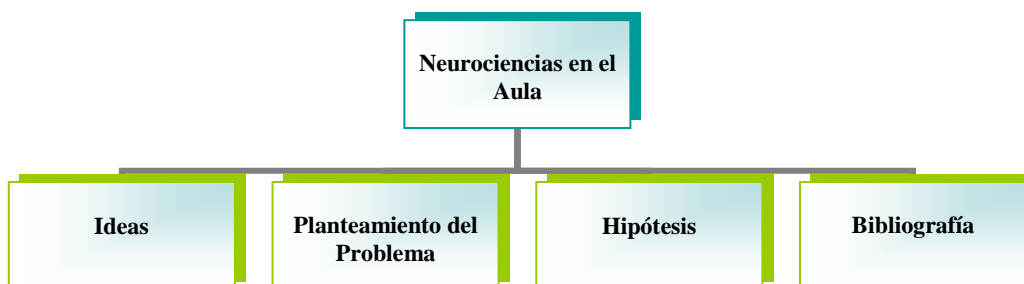 Neurociencias en el
Aula
Ideas
Planteamiento del
Problema
Hipótesis
Bibliografía